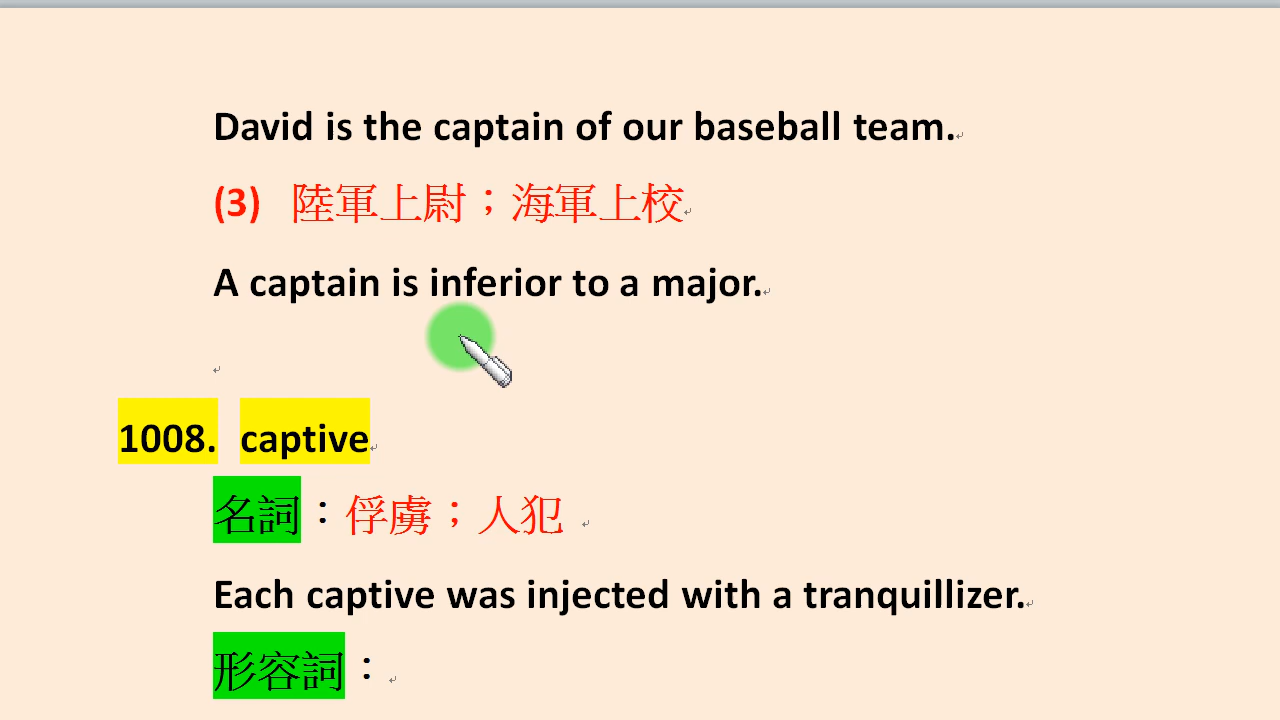 David is the captain of our baseball team.
(3) 陸軍上尉；海軍上校
A captain is inferior to a major.
1008. captive
名詞：俘虜；人犯
Each captive was injected with a tranquillizer.
形容詞：